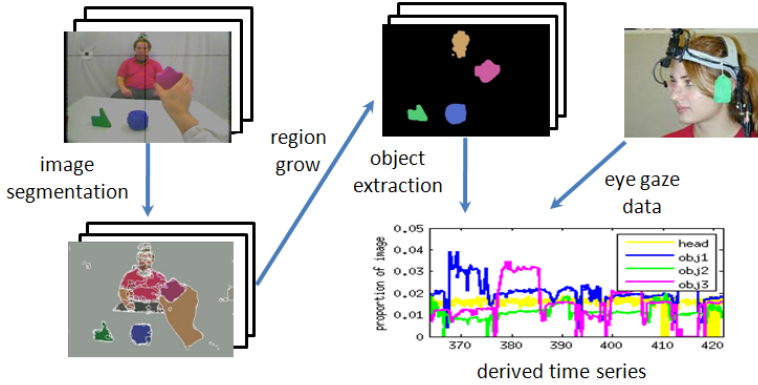 image
segmentation
region
grow
object
extraction
eye gaze
data
proportion of image
0.05
0.04
0.03
0.02
0.01
0
head
obj1
obj2
obj3
370 380 390 400 410 420
derived time series